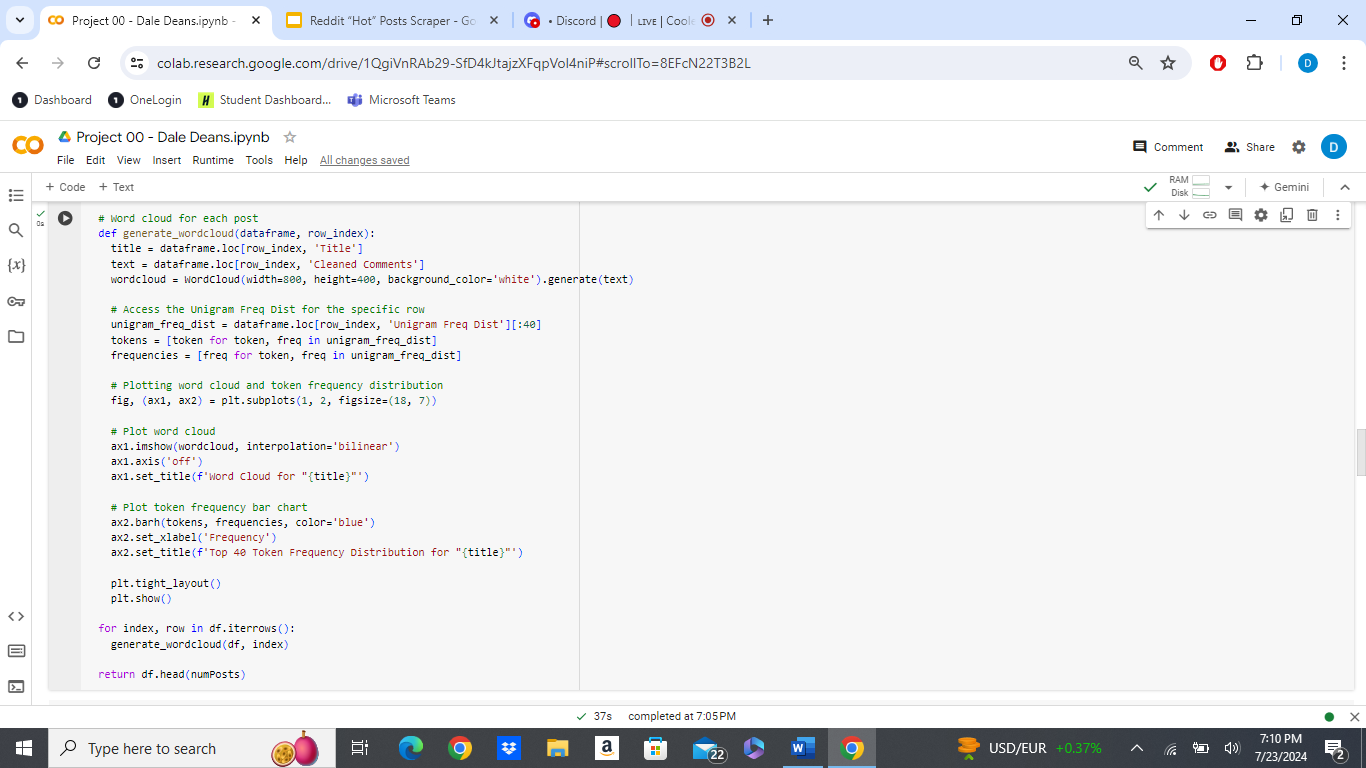 Project 00 - Dale Deans.ipynb -
Reddit “Hot” Posts Scraper - Go
• Discord | | LIVE | Coole
colab.research.google.com/drive/1QgiVnRAb29-SfD4kJtajzXFqpVol4niP#scrollTo=8EFcN22T3B2L
D
Dashboard
OneLogin
Student Dashboard...
Microsoft Teams
Project 00 - Dale Deans.ipynb
File Edit View Insert Runtime Tools Help All changes saved
Comment
Share
D
+ Code + Text
RAM
Disk
Gemini
0s
# Word cloud for each post
def generate_wordcloud(dataframe, row_index):
title = dataframe.loc[row_index, 'Title']
text = dataframe.loc[row_index, 'Cleaned Comments']
wordcloud = WordCloud(width=800, height=400, background_color='white').generate(text)
# Access the Unigram Freq Dist for the specific row
unigram_freq_dist = dataframe.loc[row_index, 'Unigram Freq Dist'][:40]
tokens = [token for token, freq in unigram_freq_dist]
frequencies = [freq for token, freq in unigram_freq_dist]
# Plotting word cloud and token frequency distribution
fig, (ax1, ax2) = plt.subplots(1, 2, figsize=(18, 7))
# Plot word cloud
ax1.imshow(wordcloud, interpolation='bilinear')
ax1.axis('off')
ax1.set_title(f'Word Cloud for "{title}"')
# Plot token frequency bar chart
ax2.barh(tokens, frequencies, color='blue')
ax2.set_xlabel('Frequency')
ax2.set_title(f'Top 40 Token Frequency Distribution for "{title}"')
plt.tight_layout()
plt.show()
for index, row in df.iterrows():
generate_wordcloud(df, index)
return df.head(numPosts)
37s completed at 7:05 PM
Type here to search
22
USD/EUR +0.37%
7:10 PM
7/23/2024
2